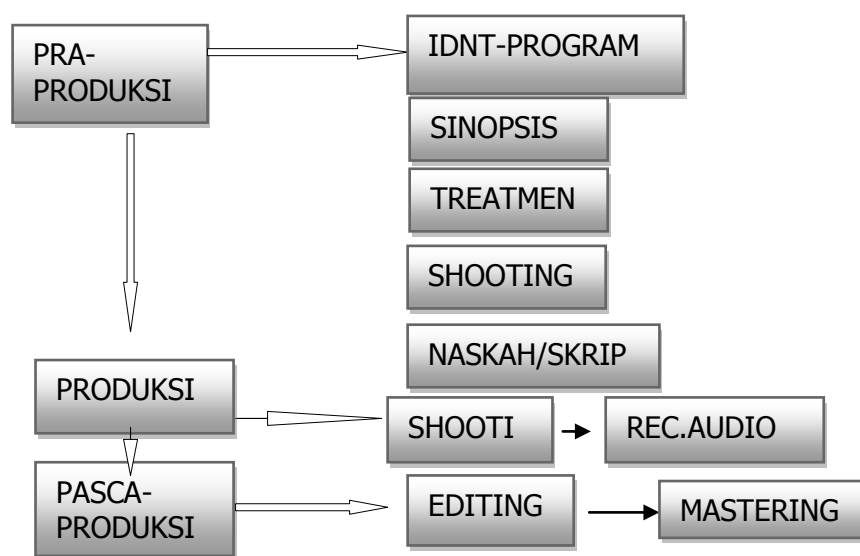 PRA-
PRODUKSI
IDNT-PROGRAM
SINOPSIS
TREATMEN
SHOOTING
NASKAH/SKRIP
PRODUKSI
SHOOTI
REC.AUDIO
PASCA-
PRODUKSI
EDITING
MASTERING